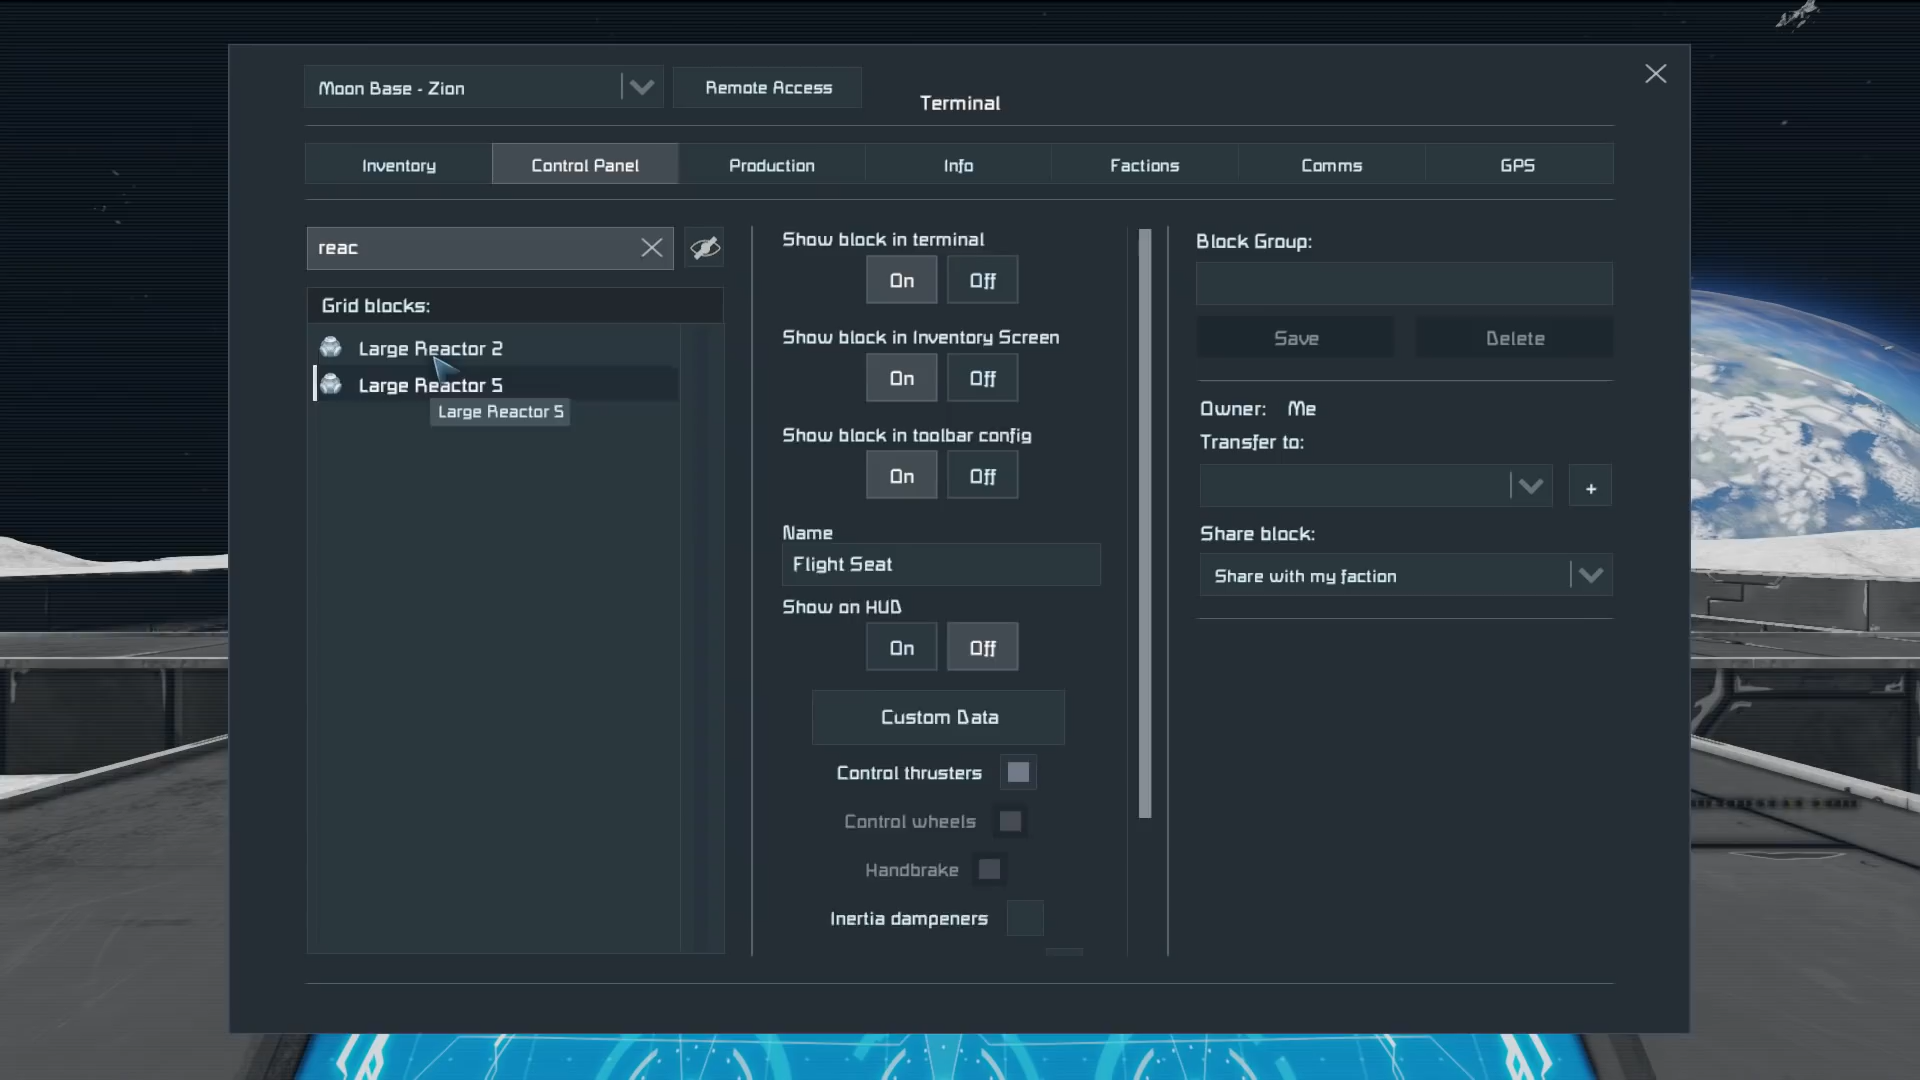 Moon Base - Zion
Remote Access
Terminal
Inventory
Control Panel
Production
Info
Factions
Comms
GPS
reac
Grid blocks:
Large Reactor 2
Large Reactor 5
Large Reactor 5
Show block in terminal
On
Off
Show block in Inventory Screen
On
Off
Show block in toolbar config
On
Off
Name
Flight Seat
Show on HUD
On
Off
Custom Data
Control thrusters
Control wheels
Handbrake
Inertia dampeners
Block Group:
Save
Delete
Owner: Me
Transfer to:
+
Share block:
Share with my faction